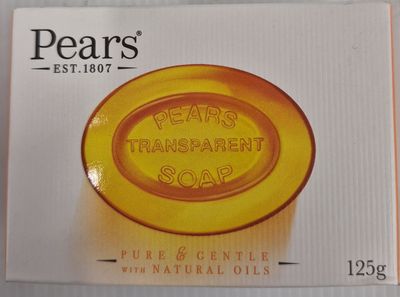 Pears®
EST.1807
PEARS
TRANSPARENT
SOAP
PURE & GENTLE
WITH NATURAL OILS
125g